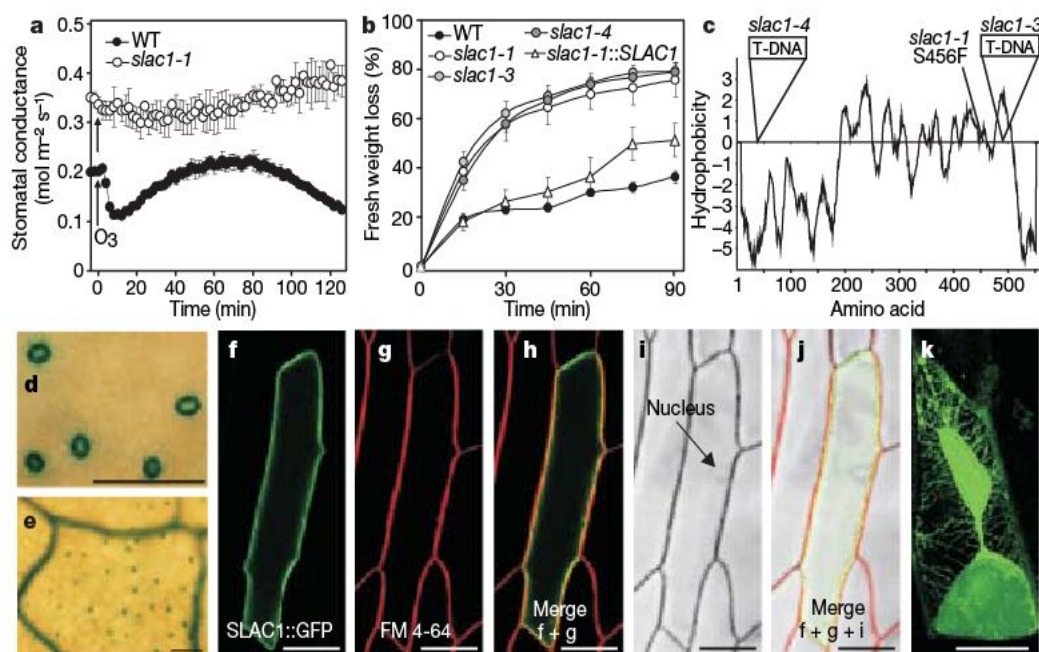 a
WT
slac1-1
Stomatal conductance
(mol m⁻² s⁻¹)
0.5
0.4
0.3
0.2
0.1
O₃
0 20 40 60 80 100 120
Time (min)
b
WT
slac1-1
slac1-3
slac1-4
slac1-1::SLAC1
Fresh weight loss (%)
100
80
60
40
20
0
0 30 60 90
Time (min)
c
slac1-4
T-DNA
slac1-1
S456F
slac1-3
T-DNA
Hydrophobicity
3
2
1
0
-1
-2
-3
-4
-5
1 100 200 300 400 500
Amino acid
d
e
f
SLAC1::GFP
g
FM 4-64
h
Merge
f + g
i
Nucleus
j
Merge
f + g + i
k